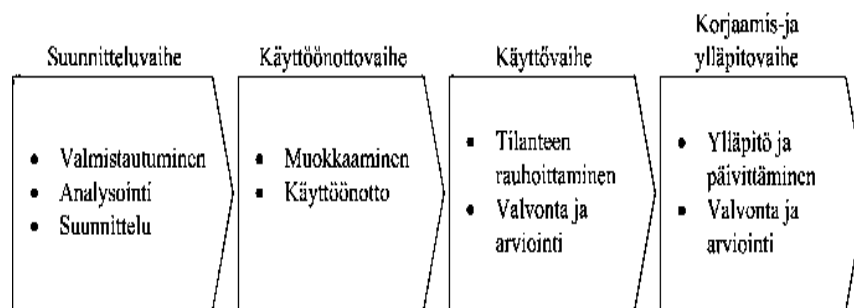 Suunnitteluvaihe
• Valmistautuminen
• Analysointi
• Suunnittelu
Käyttöönottovaihe
• Muokkaaminen
• Käyttöönotto
Käyttövaihe
• Tilanteen
rauhoittaminen
• Valvonta ja
arviointi
Korjaamis-ja
ylläpitovaihe
• Ylläpitö ja
päivittäminen
• Valvonta ja
arviointi